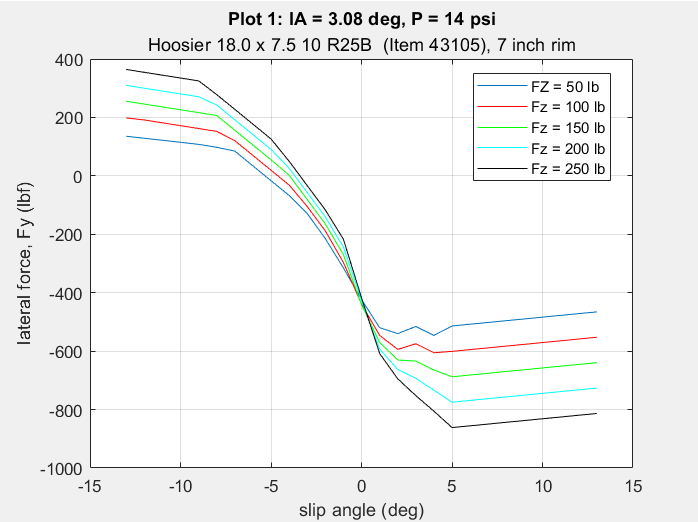 Plot 1: IA = 3.08 deg, P = 14 psi
Hoosier 18.0 x 7.5 10 R25B (Item 43105), 7 inch rim
400
200
0
-200
-400
-600
-800
-1000
lateral force, Fy (lbf)
FZ = 50 lb
Fz = 100 lb
Fz = 150 lb
Fz = 200 lb
Fz = 250 lb
-15
-10
-5
0
5
10
15
slip angle (deg)